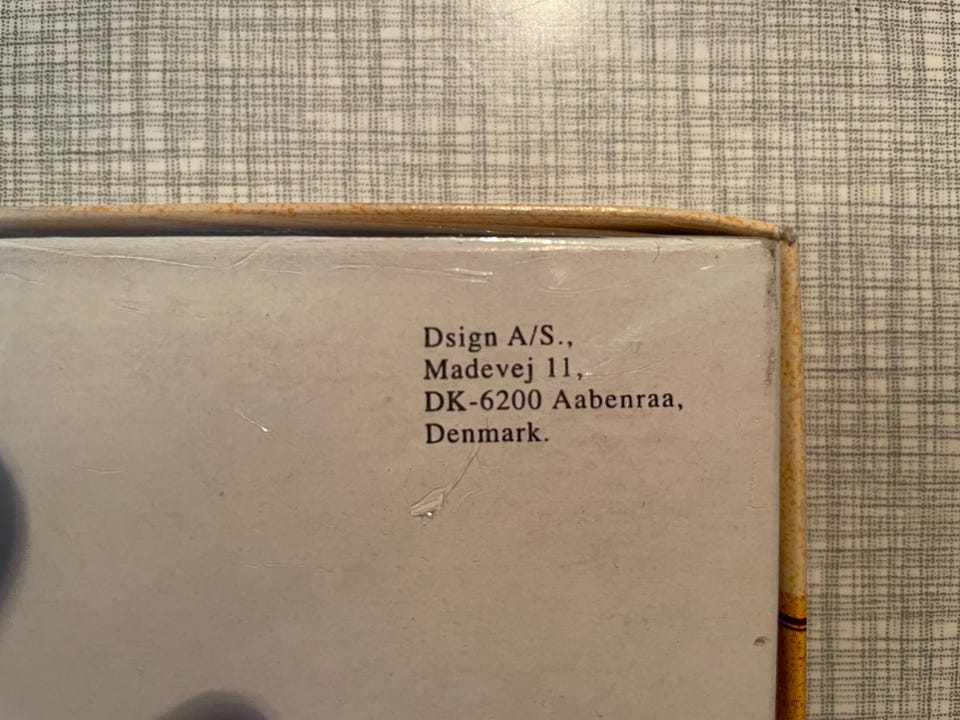 Dsign A/S.,
Madevej 11,
DK-6200 Aabenraa,
Denmark.